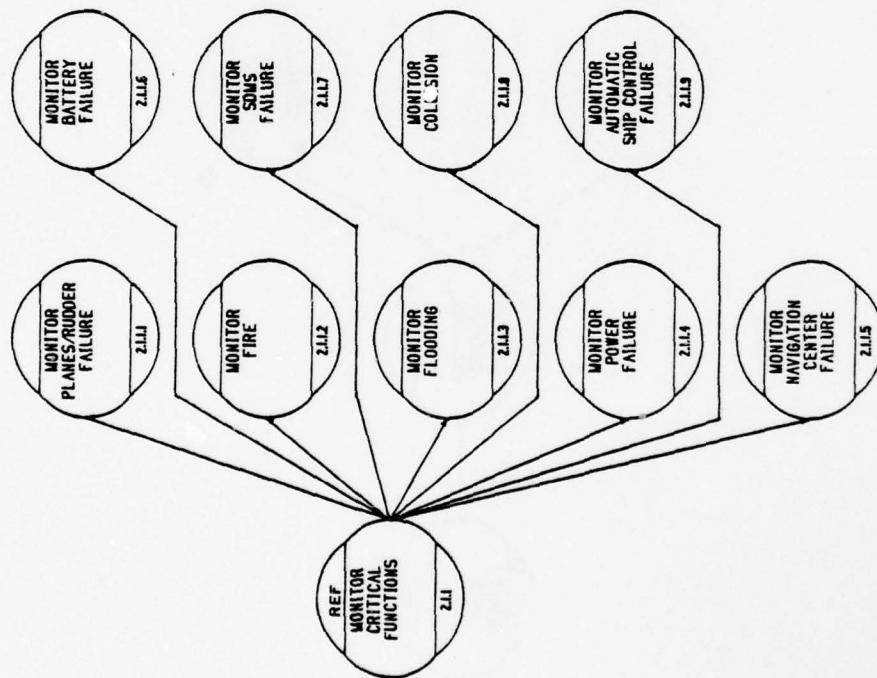 REF
MONITOR
CRITICAL
FUNCTIONS
2.1.1
MONITOR
PLANES/RUDDER
FAILURE
2.1.1.1
MONITOR
FIRE
2.1.1.2
MONITOR
FLOODING
2.1.1.3
MONITOR
POWER
FAILURE
2.1.1.4
MONITOR
NAVIGATION
CENTER
FAILURE
2.1.1.5
MONITOR
BATTERY
FAILURE
2.1.1.6
MONITOR
SDMS
FAILURE
2.1.1.7
MONITOR
COLLISION
2.1.1.8
MONITOR
AUTOMATIC
SHIP CONTROL
FAILURE
2.1.1.9